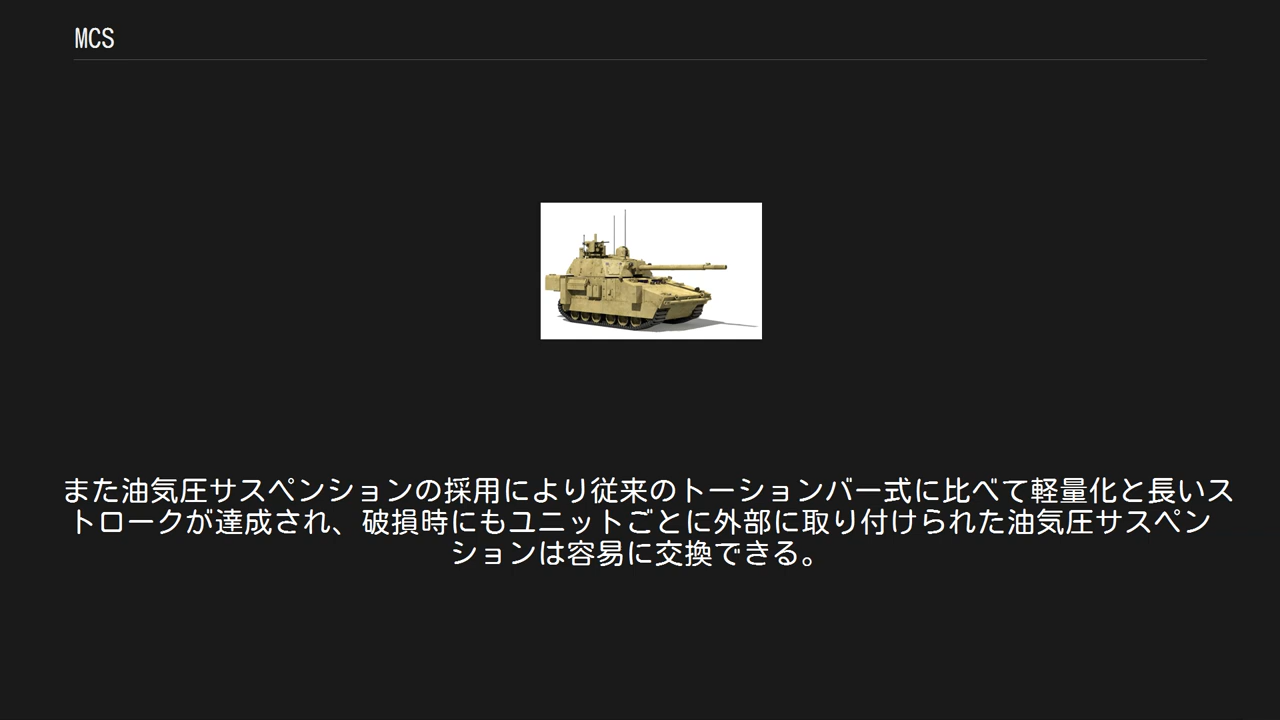 MCS
また油気圧サスペンションの採用により従来のトーションバー式に比べて軽量化と長いス
トロークが達成され、破損時にもユニットごとに外部に取り付けられた油気圧サスペン
ションは容易に交換できる。